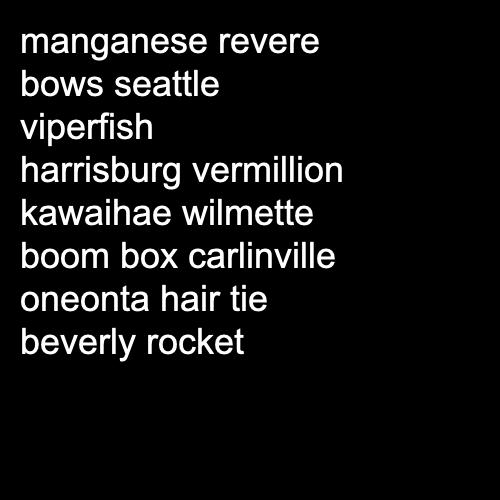 manganese revere
bows seattle
viperfish
harrisburg vermillion
kawaihae wilmette
boom box carlinville
oneonta hair tie
beverly rocket